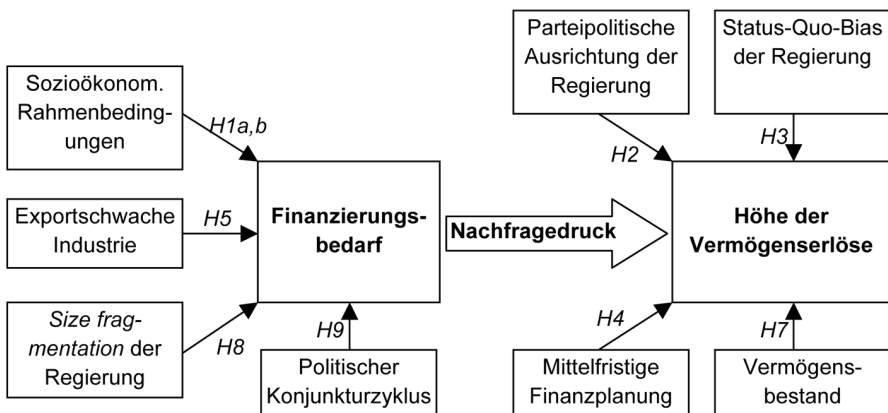 Parteipolitische
Ausrichtung der
Regierung
Status-Quo-Bias
der Regierung
Sozioökonom.
Rahmenbeding-
ungen
H1a,b
H2
H3
Exportschwache
Industrie
H5
Finanzierungs-
bedarf
Nachfragedruck
Höhe der
Vermögenserlöse
Size frag-
mentation der
Regierung
H8
H9
H4
H7
Politischer
Konjunkturzyklus
Mittelfristige
Finanzplanung
Vermögens-
bestand